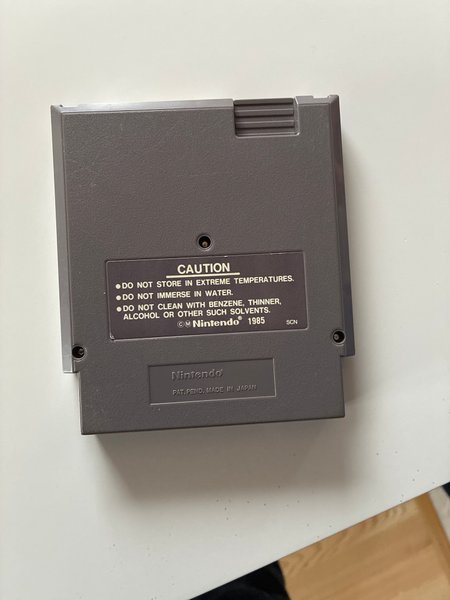 CAUTION
●DO NOT STORE IN EXTREME TEMPERATURES.
●DO NOT IMMERSE IN WATER.
●DO NOT CLEAN WITH BENZENE, THINNER,
ALCOHOL OR OTHER SUCH SOLVENTS.
©Ⓜ Nintendo® 1985 SCN
Nintendo®
PAT. PEND. MADE IN JAPAN